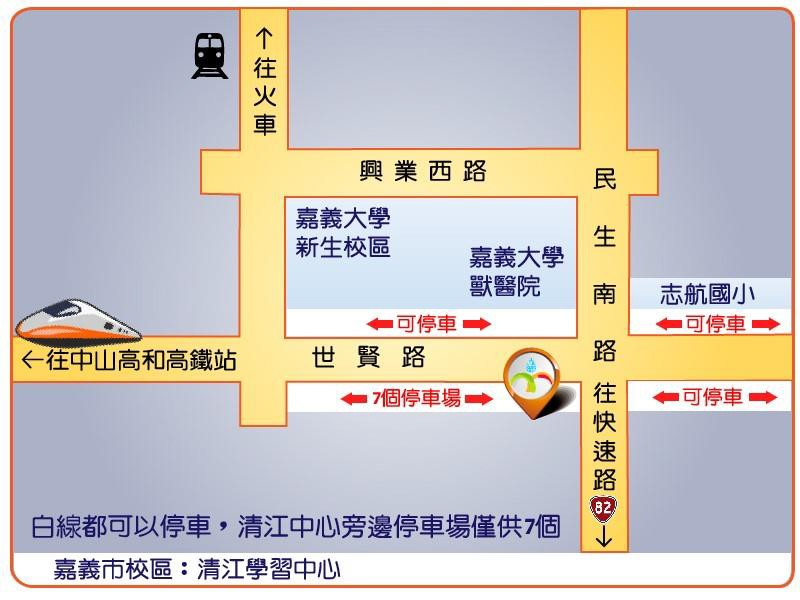 ↑往火車
興業西路
民生南路
嘉義大學
新生校區
嘉義大學
獸醫院
志航國小
可停車
可停車
←往中山高和高鐵站
世賢路
7個停車場
可停車
往快速路
82
↓
白線都可以停車，清江中心旁邊停車場僅供7個
嘉義市校區：清江學習中心